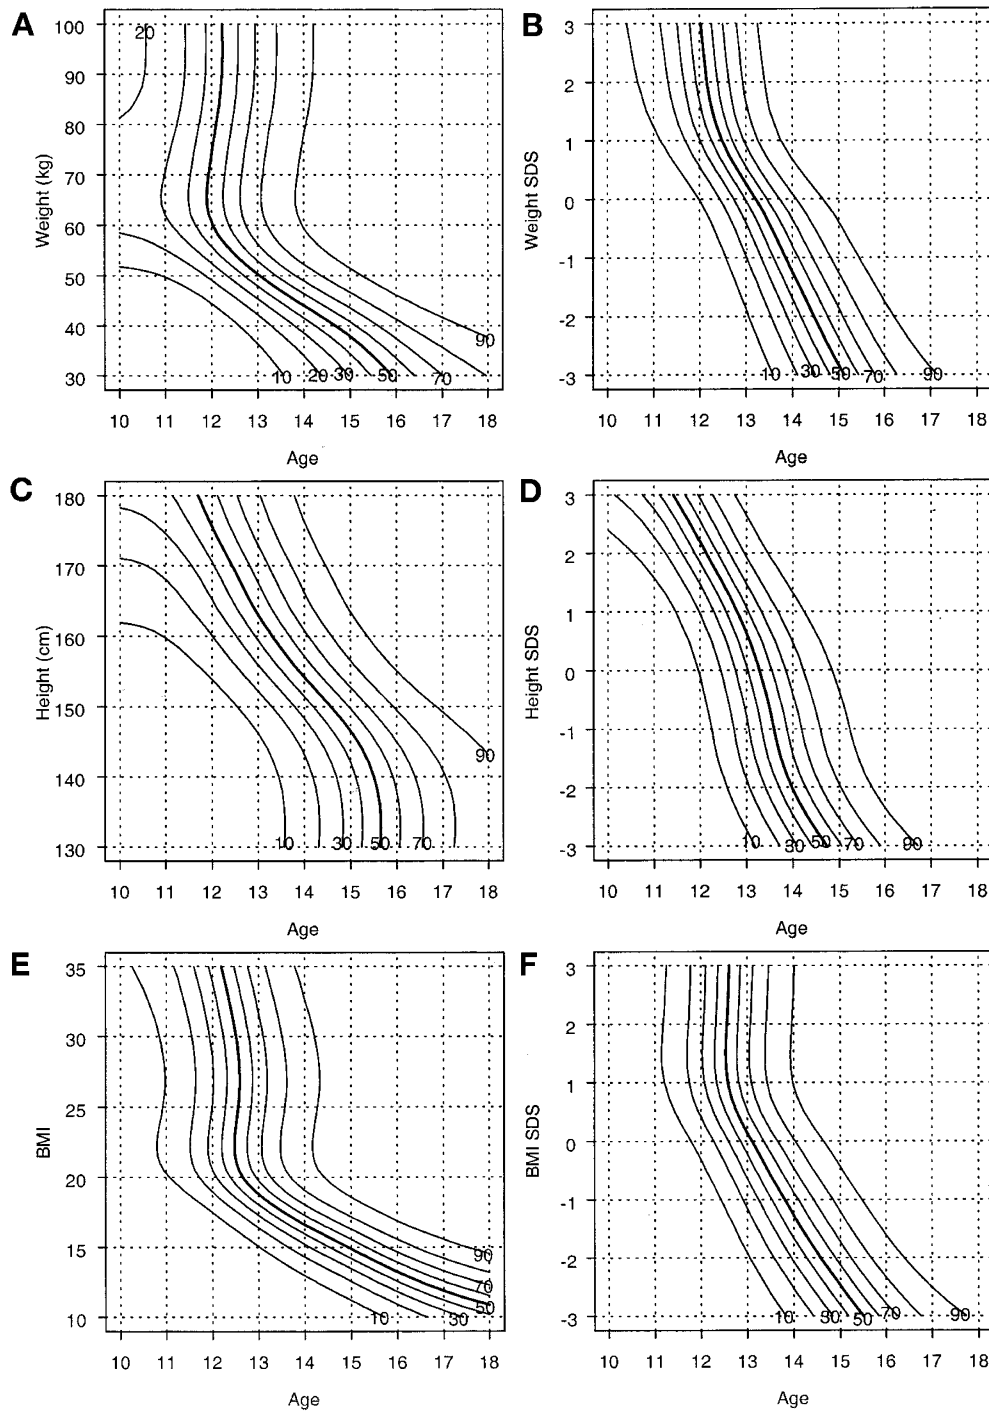 A
100
90
80
70
60
50
40
30
Weight (kg)
20
10 20 30 50 70 90
10 11 12 13 14 15 16 17 18
Age
B
3
2
1
0
-1
-2
-3
Weight SDS
10 30 50 70 90
10 11 12 13 14 15 16 17 18
Age
C
180
170
160
150
140
130
Height (cm)
90
10 30 50 70
10 11 12 13 14 15 16 17 18
Age
D
3
2
1
0
-1
-2
-3
Height SDS
10 30 50 70 90
10 11 12 13 14 15 16 17 18
Age
E
35
30
25
20
15
10
BMI
90
70
50
10 30
10 11 12 13 14 15 16 17 18
Age
F
3
2
1
0
-1
-2
-3
BMI SDS
10 30 50 70 90
10 11 12 13 14 15 16 17 18
Age